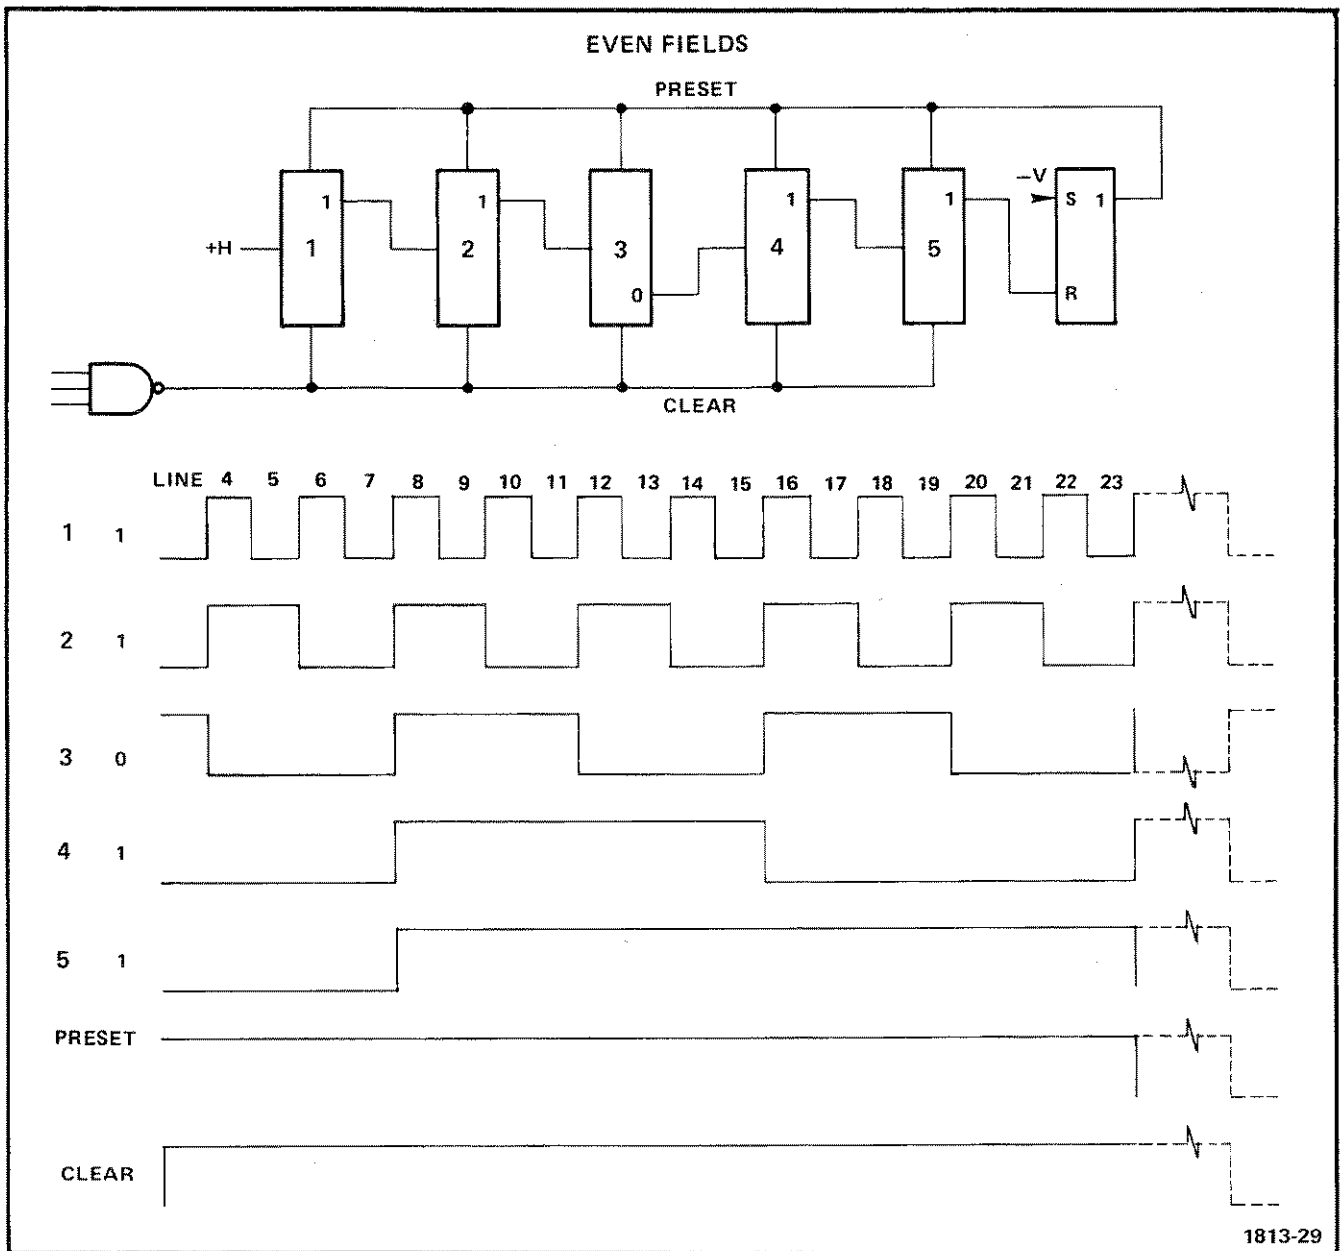 EVEN FIELDS
PRESET
1 1 1 1 -V S 1
+H 1 2 3 4 5
0 R
CLEAR
LINE 4 5 6 7 8 9 10 11 12 13 14 15 16 17 18 19 20 21 22 23
1 1
2 1
3 0
4 1
5 1
PRESET
CLEAR
1813-29